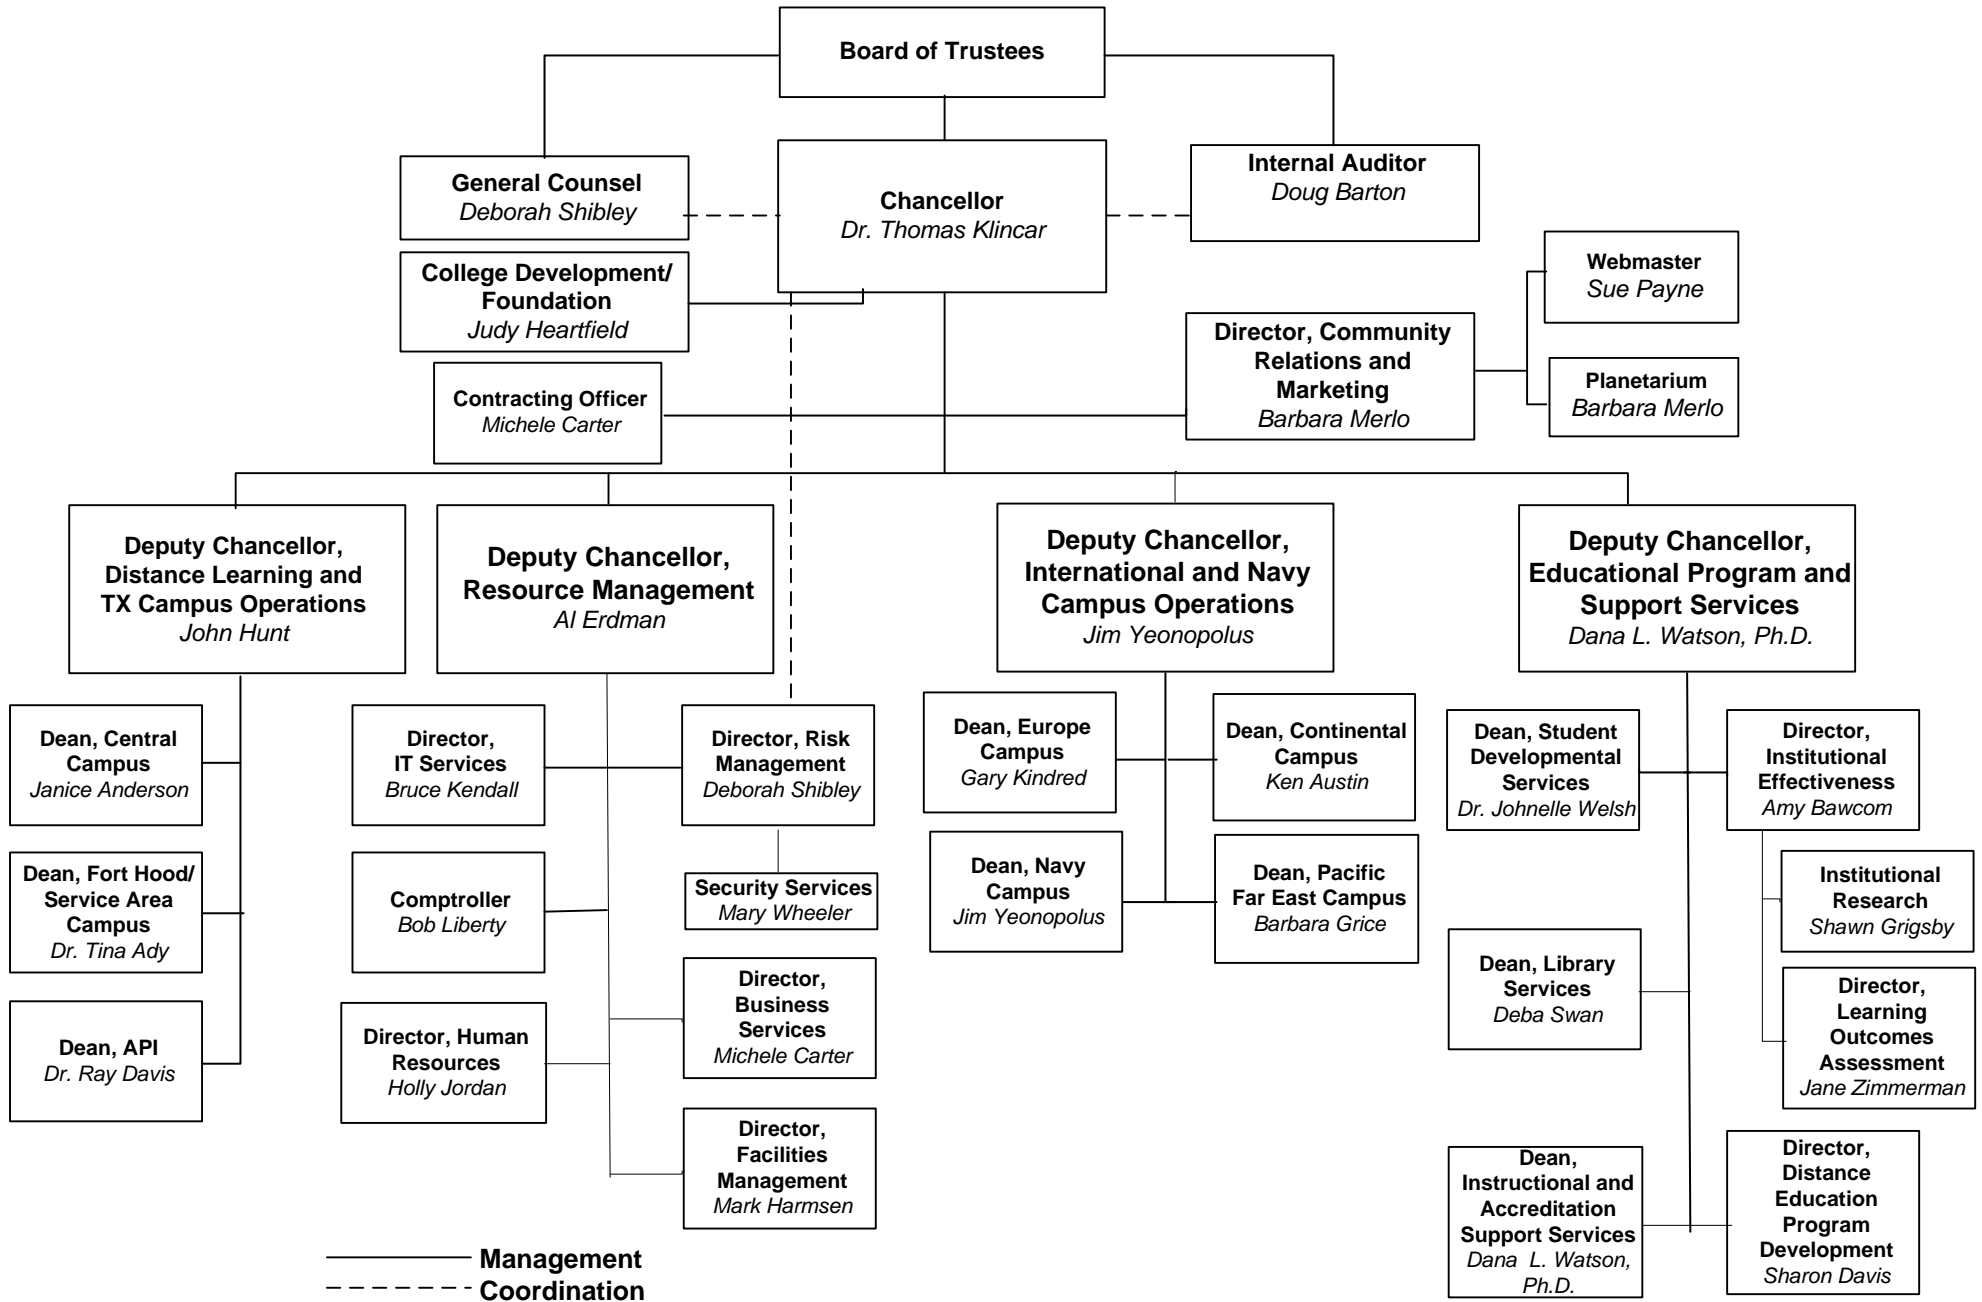 Board of Trustees
General Counsel
Deborah Shibley
Chancellor
Dr. Thomas Klincar
Internal Auditor
Doug Barton
College Development/
Foundation
Judy Heartfield
Webmaster
Sue Payne
Director, Community
Relations and
Marketing
Barbara Merlo
Planetarium
Barbara Merlo
Contracting Officer
Michele Carter
Deputy Chancellor,
Distance Learning and
TX Campus Operations
John Hunt
Deputy Chancellor,
Resource Management
Al Erdman
Deputy Chancellor,
International and Navy
Campus Operations
Jim Yeonopolus
Deputy Chancellor,
Educational Program and
Support Services
Dana L. Watson, Ph.D.
Dean, Central
Campus
Janice Anderson
Dean, Fort Hood/
Service Area
Campus
Dr. Tina Ady
Dean, API
Dr. Ray Davis
Director,
IT Services
Bruce Kendall
Director, Risk
Management
Deborah Shibley
Security Services
Mary Wheeler
Comptroller
Bob Liberty
Director,
Business
Services
Michele Carter
Director, Human
Resources
Holly Jordan
Director,
Facilities
Management
Mark Harmsen
Dean, Europe
Campus
Gary Kindred
Dean, Continental
Campus
Ken Austin
Dean, Navy
Campus
Jim Yeonopolus
Dean, Pacific
Far East Campus
Barbara Grice
Dean, Student
Developmental
Services
Dr. Johnelle Welsh
Director,
Institutional
Effectiveness
Amy Bawcom
Institutional
Research
Shawn Grigsby
Dean, Library
Services
Deba Swan
Director,
Learning
Outcomes
Assessment
Jane Zimmerman
Dean,
Instructional and
Accreditation
Support Services
Dana L. Watson,
Ph.D.
Director,
Distance
Education
Program
Development
Sharon Davis
Management
Coordination